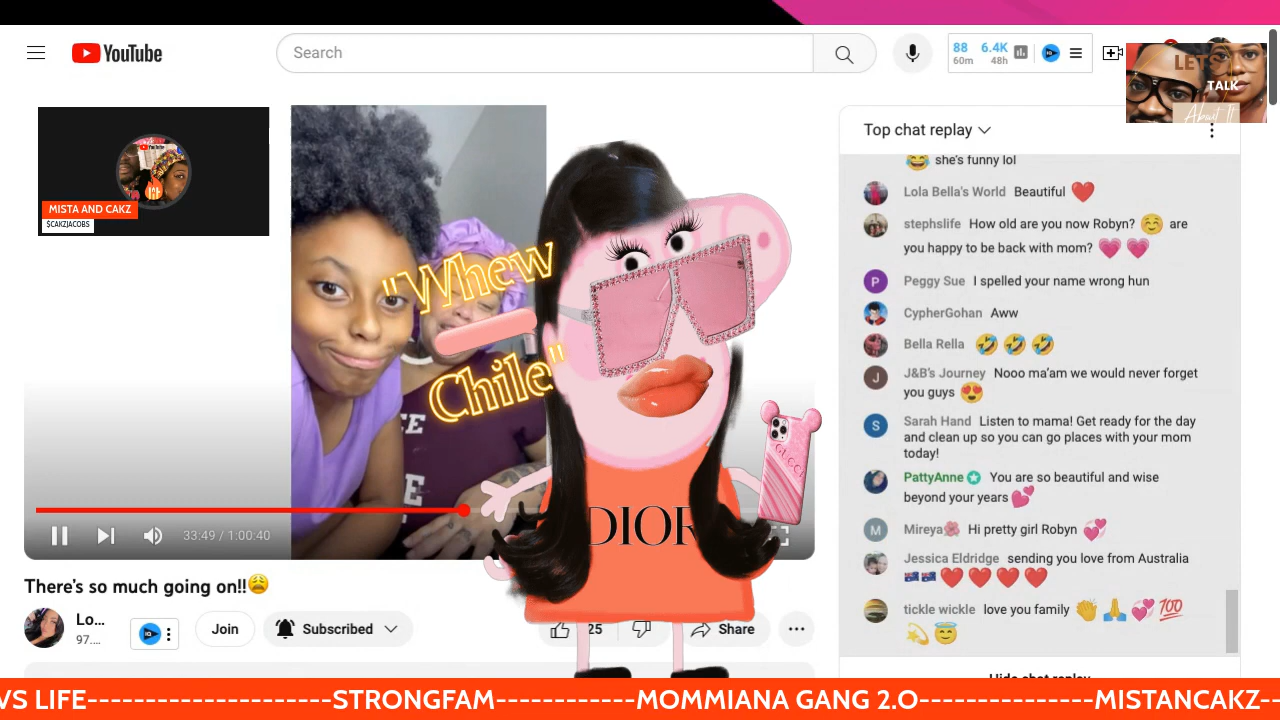 YouTube
Search
88
60m
6.4K
48h
LETS
TALK
About It
MISTA AND CAKZ
$CAKZJACOBS
"Whew
Chile"
DIOR
GUCCI
33:49 / 1:00:40
There's so much going on!!😩
Lo...
97....
Join
Subscribed
25
Share
Top chat replay
😂 she's funny lol
Lola Bella's World Beautiful ❤️
stephslife How old are you now Robyn? ☺️ are
you happy to be back with mom? 💗 💗
Peggy Sue I spelled your name wrong hun
CypherGohan Aww
Bella Rella 🤣 🤣 🤣
J&B's Journey Nooo ma'am we would never forget
you guys 😍
Sarah Hand Listen to mama! Get ready for the day
and clean up so you can go places with your mom
today!
PattyAnne You are so beautiful and wise
beyond your years 💕
Mireya🌸 Hi pretty girl Robyn 💞
Jessica Eldridge sending you love from Australia
🇦🇺🇦🇺 ❤️ ❤️ ❤️ ❤️
tickle wickle love you family 👏 🙏 💞 💯
💫 😇
Hide chat replay
VS LIFE---------------------STRONGFAM------------MOMMIANA GANG 2.O---------------MISTANCAKZ--